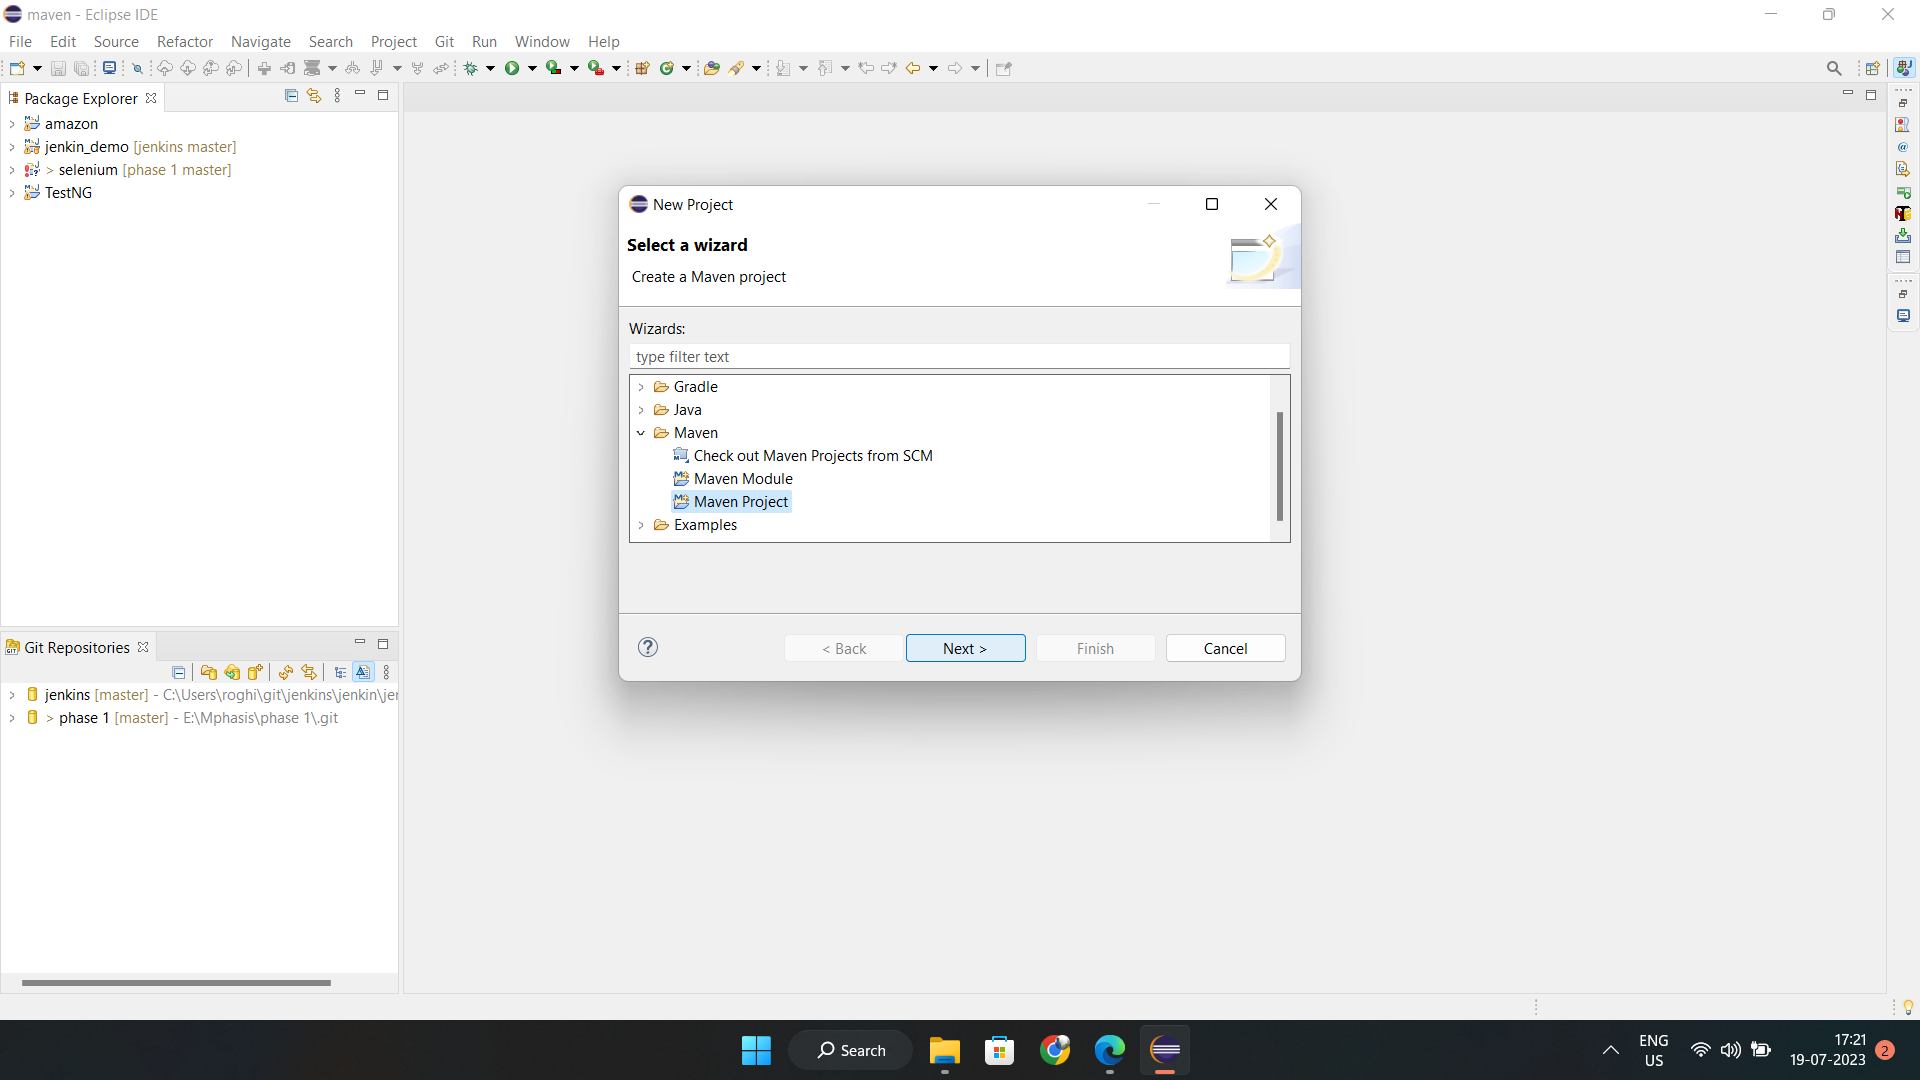 maven - Eclipse IDE
File Edit Source Refactor Navigate Search Project Git Run Window Help
Package Explorer
amazon
jenkin_demo [jenkins master]
> selenium [phase 1 master]
TestNG
New Project
Select a wizard
Create a Maven project
Wizards:
type filter text
Gradle
Java
Maven
Check out Maven Projects from SCM
Maven Module
Maven Project
Examples
< Back Next > Finish Cancel
Git Repositories
jenkins [master] - C:\Users\roghi\git\jenkins\jenkin\jer
> phase 1 [master] - E:\Mphasis\phase 1\.git
Search
ENG
US
17:21
19-07-2023
2